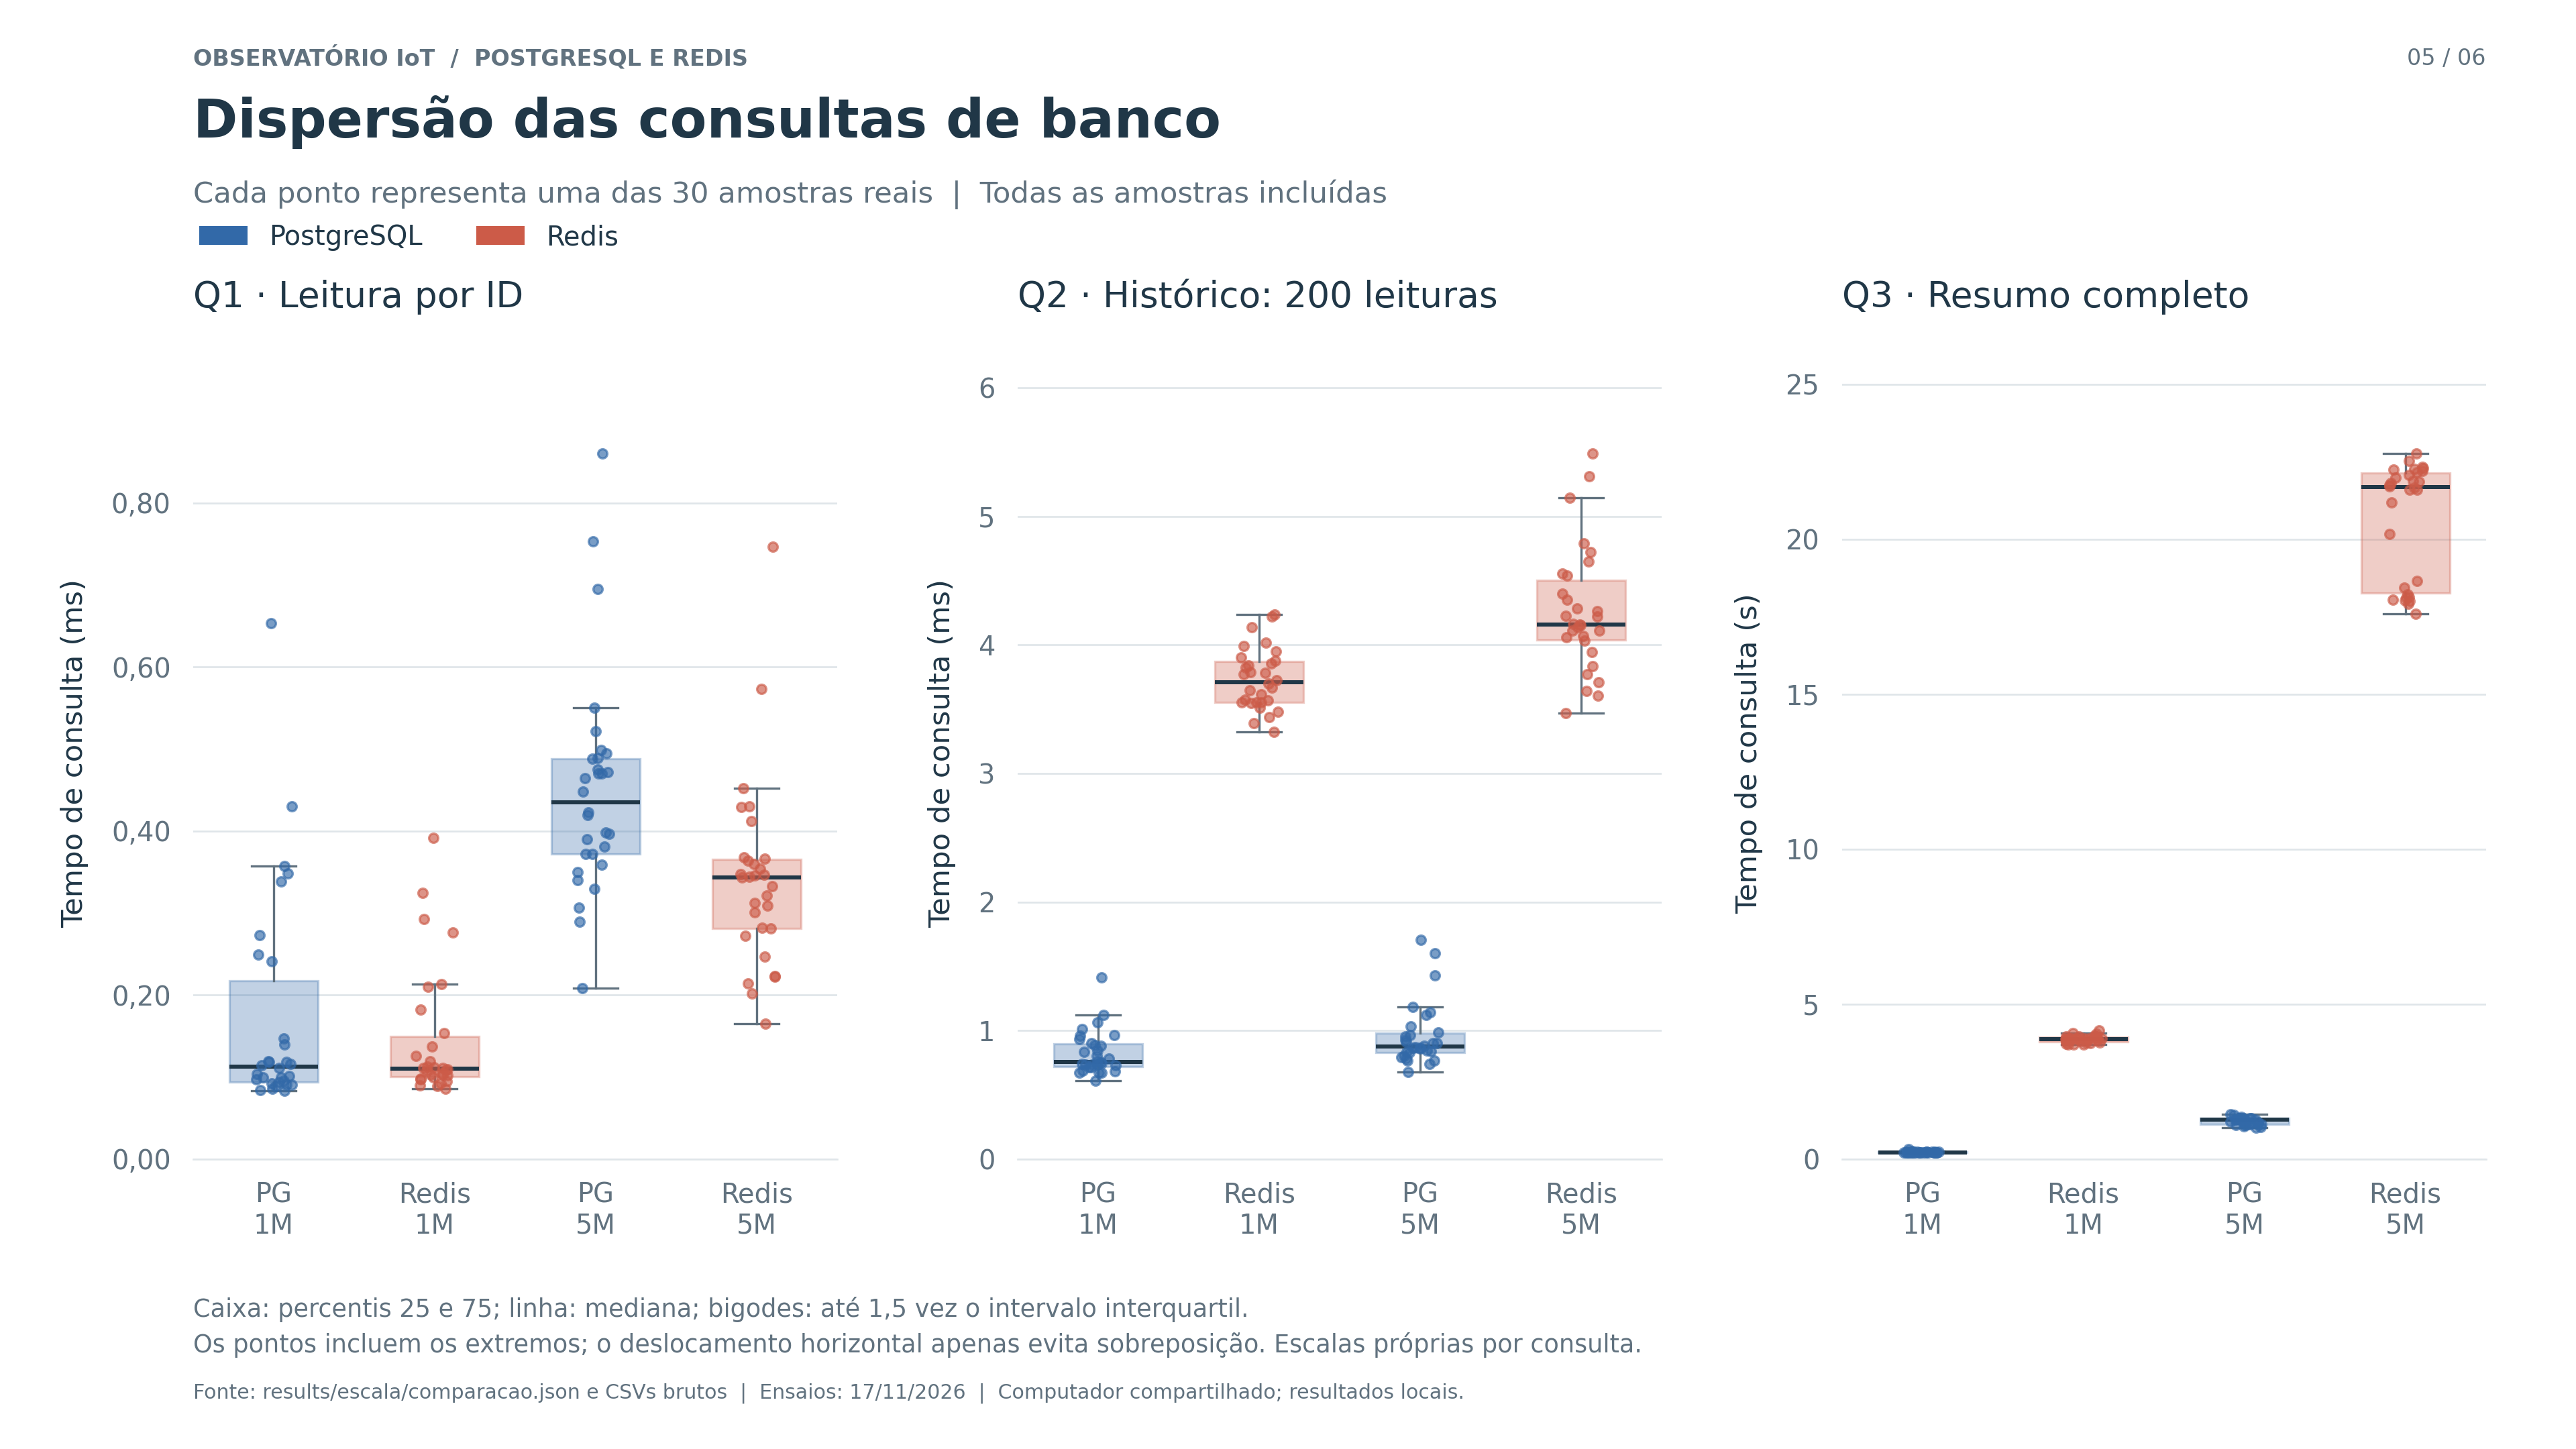 OBSERVATÓRIO IoT / POSTGRESQL E REDIS
05 / 06
Dispersão das consultas de banco
Cada ponto representa uma das 30 amostras reais | Todas as amostras incluídas
PostgreSQL
Redis
Q1 · Leitura por ID
Tempo de consulta (ms)
0,80
0,60
0,40
0,20
0,00
PG
1M
Redis
1M
PG
5M
Redis
5M
Q2 · Histórico: 200 leituras
Tempo de consulta (ms)
6
5
4
3
2
1
0
PG
1M
Redis
1M
PG
5M
Redis
5M
Q3 · Resumo completo
Tempo de consulta (s)
25
20
15
10
5
0
PG
1M
Redis
1M
PG
5M
Redis
5M
Caixa: percentis 25 e 75; linha: mediana; bigodes: até 1,5 vez o intervalo interquartil.
Os pontos incluem os extremos; o deslocamento horizontal apenas evita sobreposição. Escalas próprias por consulta.
Fonte: results/escala/comparacao.json e CSVs brutos | Ensaios: 17/11/2026 | Computador compartilhado; resultados locais.